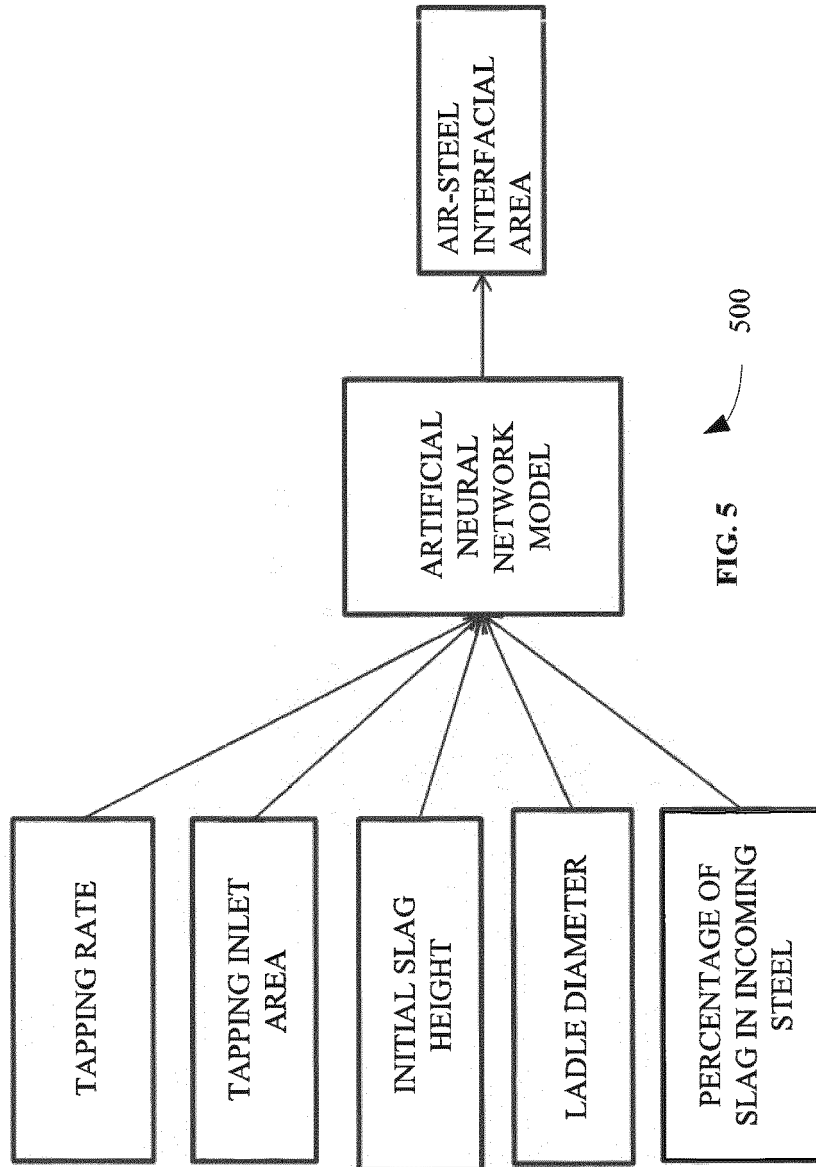 TAPPING RATE
TAPPING INLET
AREA
INITIAL SLAG
HEIGHT
LADLE DIAMETER
PERCENTAGE OF
SLAG IN INCOMING
STEEL
ARTIFICIAL
NEURAL
NETWORK
MODEL
AIR-STEEL
INTERFACIAL
AREA
500
FIG. 5